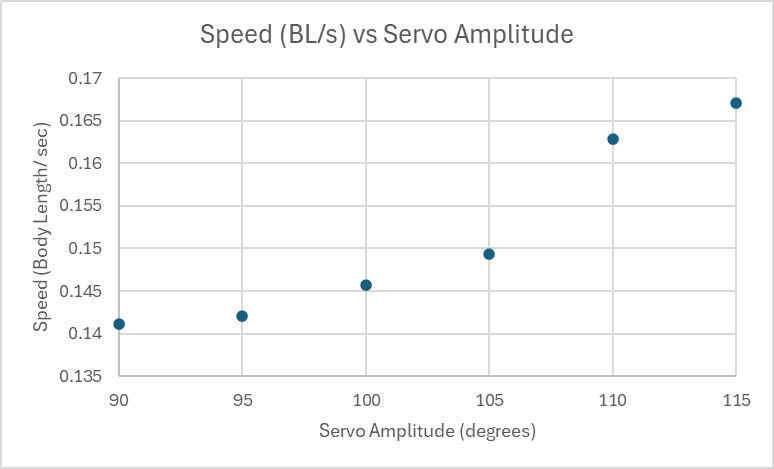 Speed (BL/s) vs Servo Amplitude
0.17
0.165
0.16
0.155
0.15
0.145
0.14
0.135
Speed (Body Length/ sec)
90 95 100 105 110 115
Servo Amplitude (degrees)